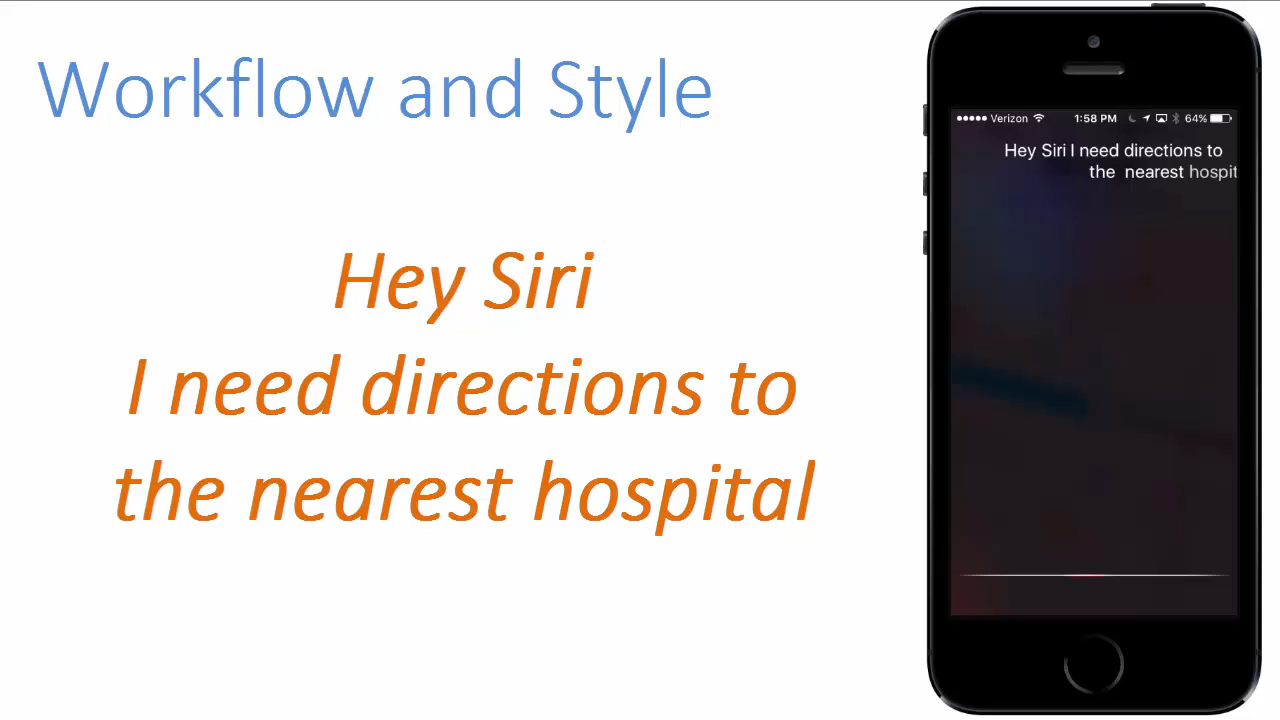 Workflow and Style
Hey Siri
I need directions to
the nearest hospital
Verizon 1:58 PM 64%
Hey Siri I need directions to
the nearest hospit